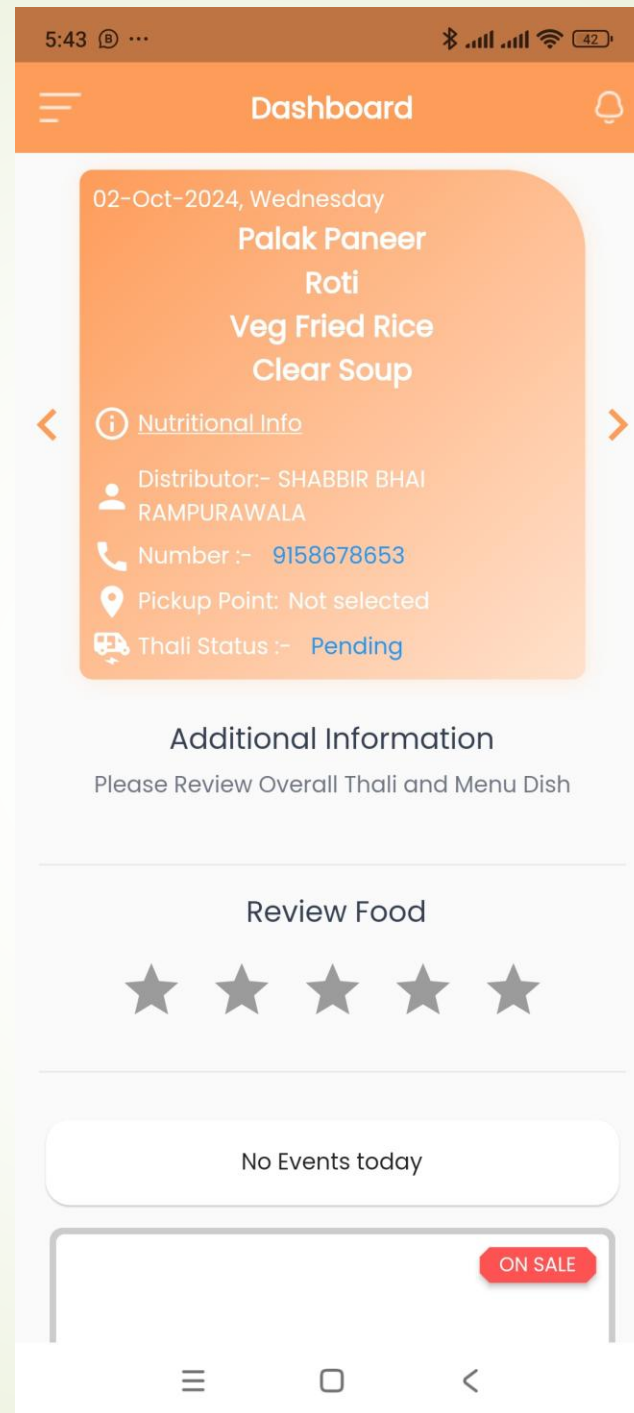 5:43 B ...
42
Dashboard
02-Oct-2024, Wednesday
Palak Paneer
Roti
Veg Fried Rice
Clear Soup
Nutritional Info
Distributor:- SHABBIR BHAI
RAMPURAWALA
Number :- 9158678653
Pickup Point: Not selected
Thali Status :- Pending
Additional Information
Please Review Overall Thali and Menu Dish
Review Food
No Events today
ON SALE